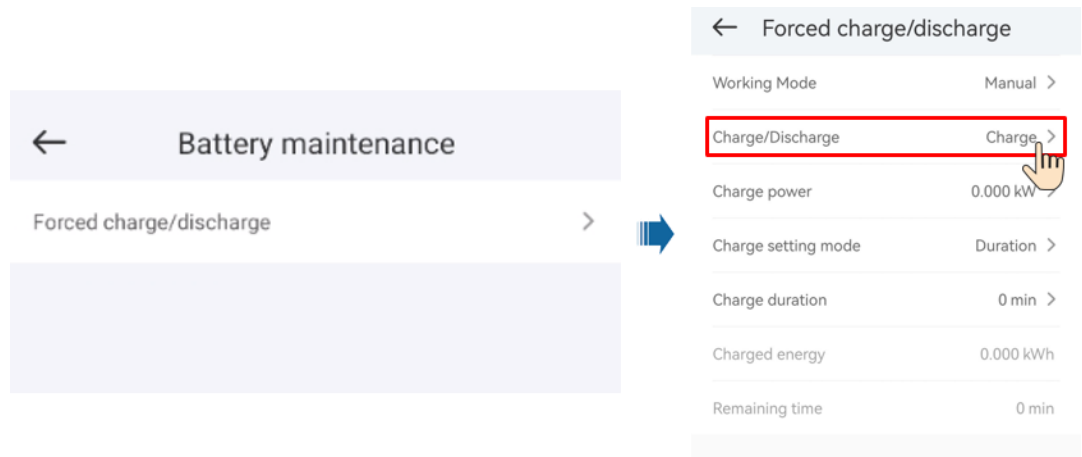 Battery maintenance
Forced charge/discharge
Forced charge/discharge
Working Mode Manual
Charge/Discharge Charge
Charge power 0.000 kW
Charge setting mode Duration
Charge duration 0 min
Charged energy 0.000 kWh
Remaining time 0 min